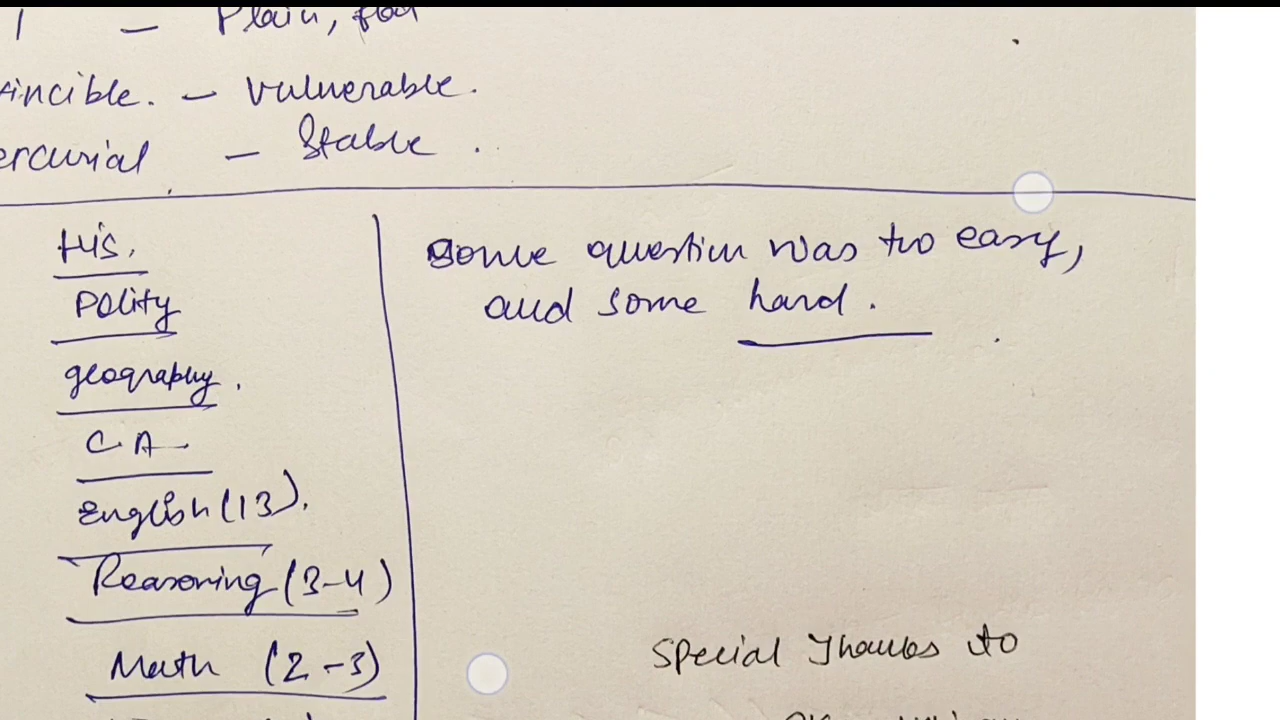 — Plain,
incible. — Vulnerable.
ercurial — Stable.
His.
Polity
geography.
C.A
English (13).
Reasoning (3-4)
Math (2-3)
some question was too easy,
and some hard.
Special Thanks to